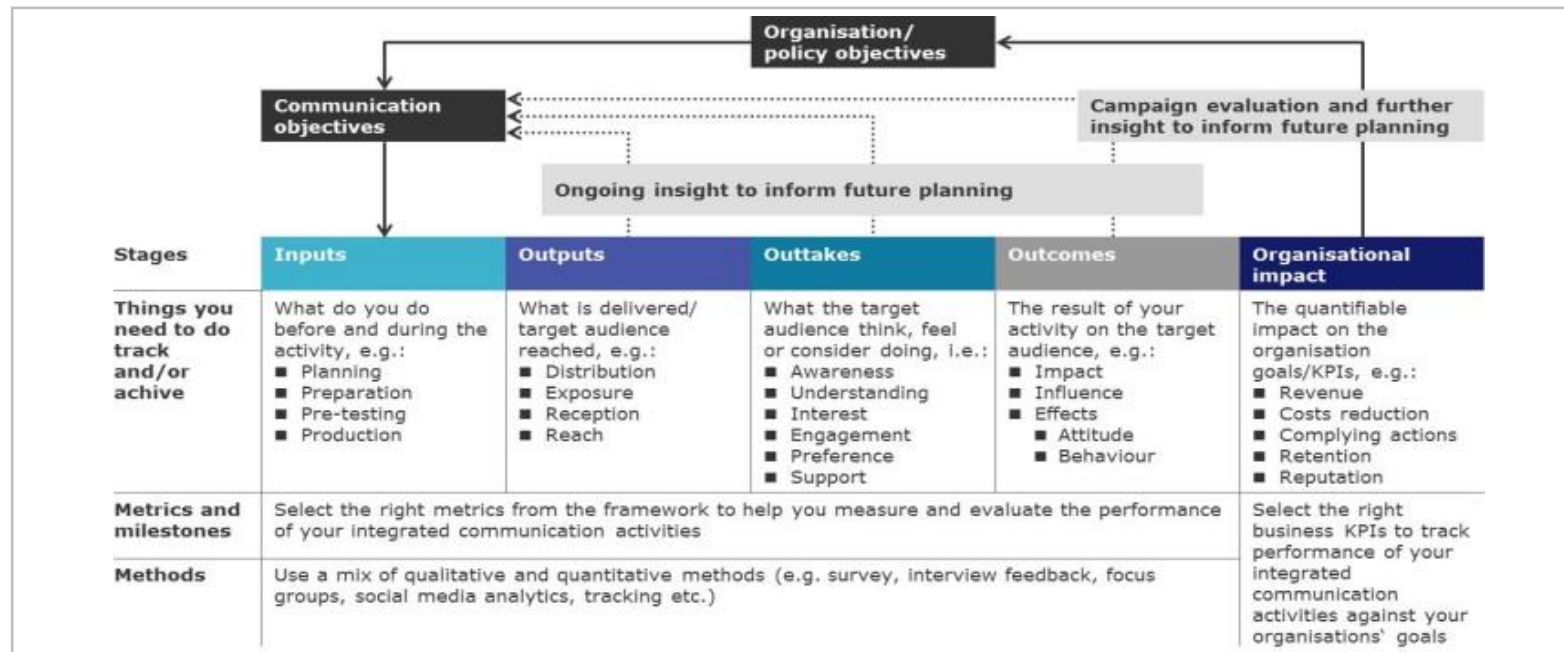 Organisation/
policy objectives
Communication
objectives
Campaign evaluation and further
insight to inform future planning
Ongoing insight to inform future planning
Stages
Inputs
Outputs
Outtakes
Outcomes
Organisational
impact
Things you
need to do
track
and/or
achive
What do you do
before and during the
activity, e.g.:
■ Planning
■ Preparation
■ Pre-testing
■ Production
What is delivered/
target audience
reached, e.g.:
■ Distribution
■ Exposure
■ Reception
■ Reach
What the target
audience think, feel
or consider doing, i.e.:
■ Awareness
■ Understanding
■ Interest
■ Engagement
■ Preference
■ Support
The result of your
activity on the target
audience, e.g.:
■ Impact
■ Influence
■ Effects
■ Attitude
■ Behaviour
The quantifiable
impact on the
organisation
goals/KPIs, e.g.:
■ Revenue
■ Costs reduction
■ Complying actions
■ Retention
■ Reputation
Metrics and
milestones
Select the right metrics from the framework to help you measure and evaluate the performance
of your integrated communication activities
Select the right
business KPIs to track
performance of your
integrated
communication
activities against your
organisations' goals
Methods
Use a mix of qualitative and quantitative methods (e.g. survey, interview feedback, focus
groups, social media analytics, tracking etc.)